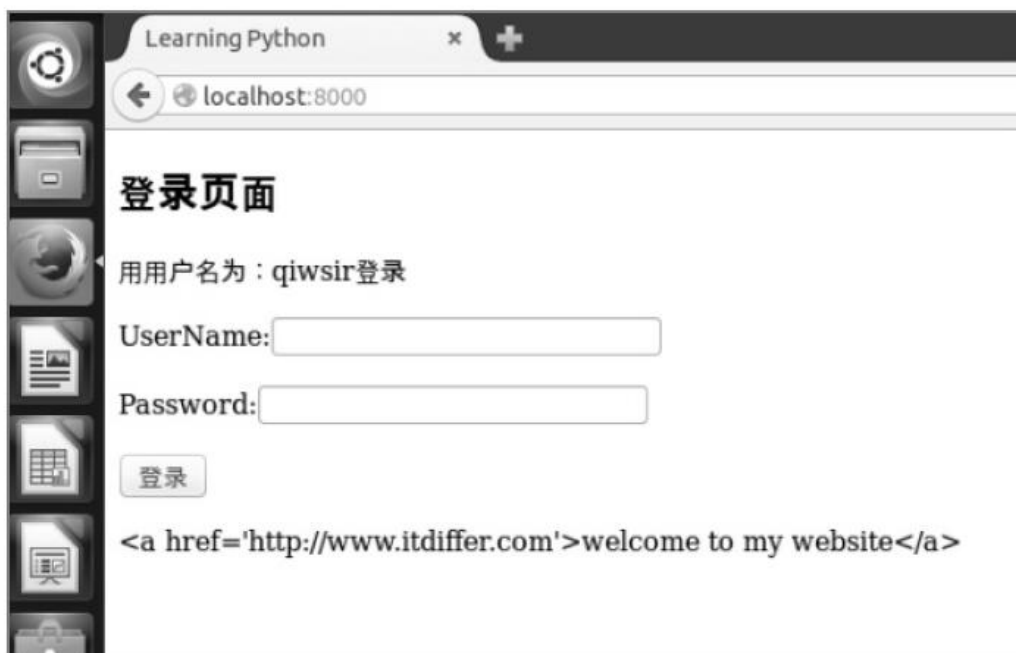 Learning Python
localhost:8000
登录页面
用用户名为：qiwsir登录
UserName:
Password:
登录
<a href='http://www.itdiffer.com'>welcome to my website</a>